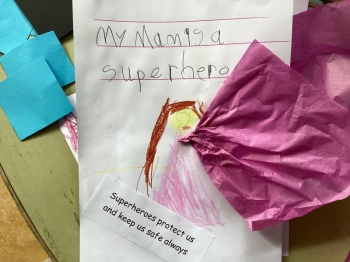 My Mam is a
superhero
Superheroes protect us
and keep us safe always